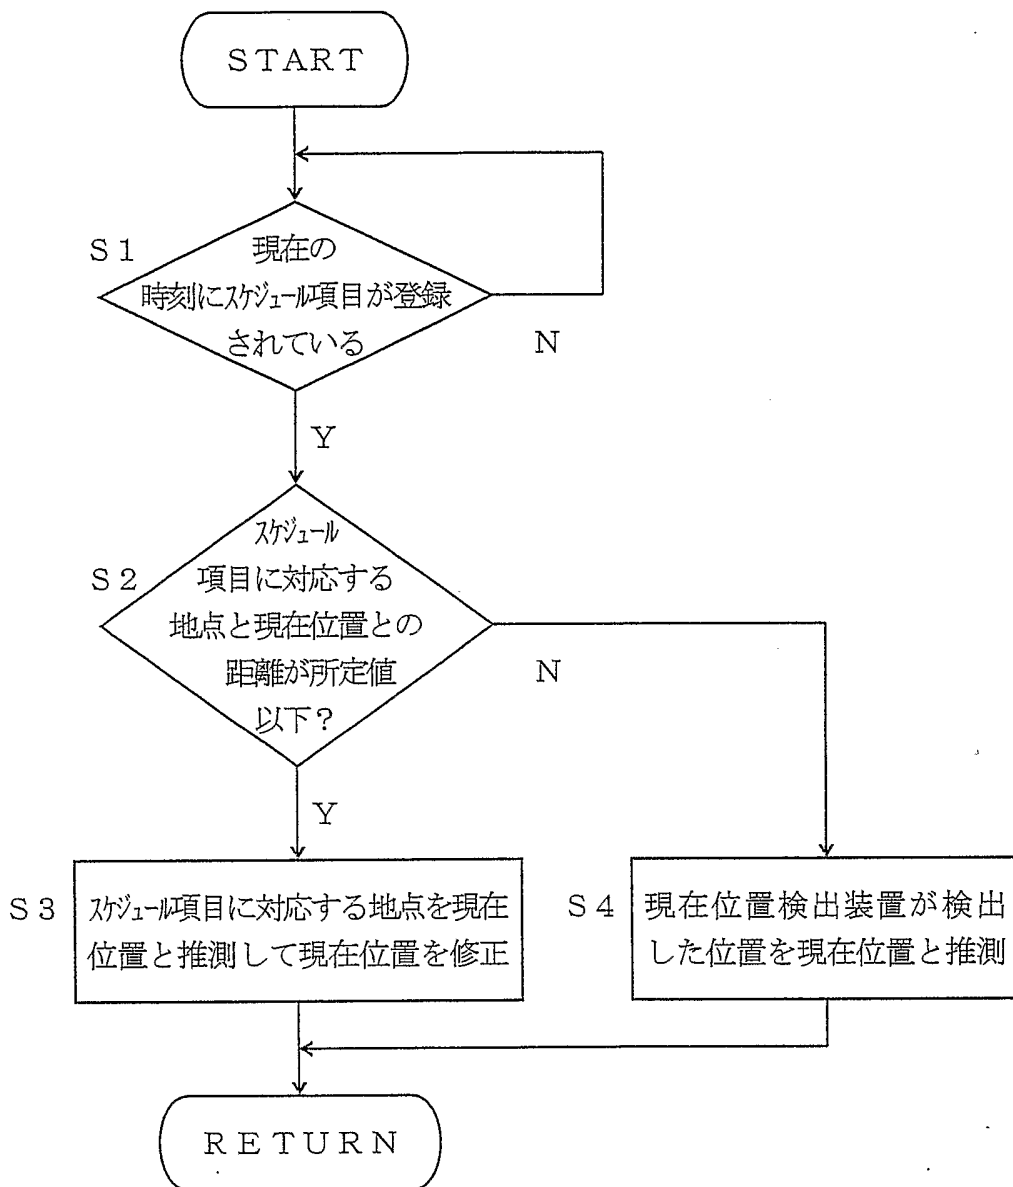 START
S1
現在の
時刻にスケジュール項目が登録
されている
N
Y
S2
スケジュール
項目に対応する
地点と現在位置との
距離が所定値
以下?
N
Y
S3
スケジュール項目に対応する地点を現在
位置と推測して現在位置を修正
S4
現在位置検出装置が検出
した位置を現在位置と推測
RETURN